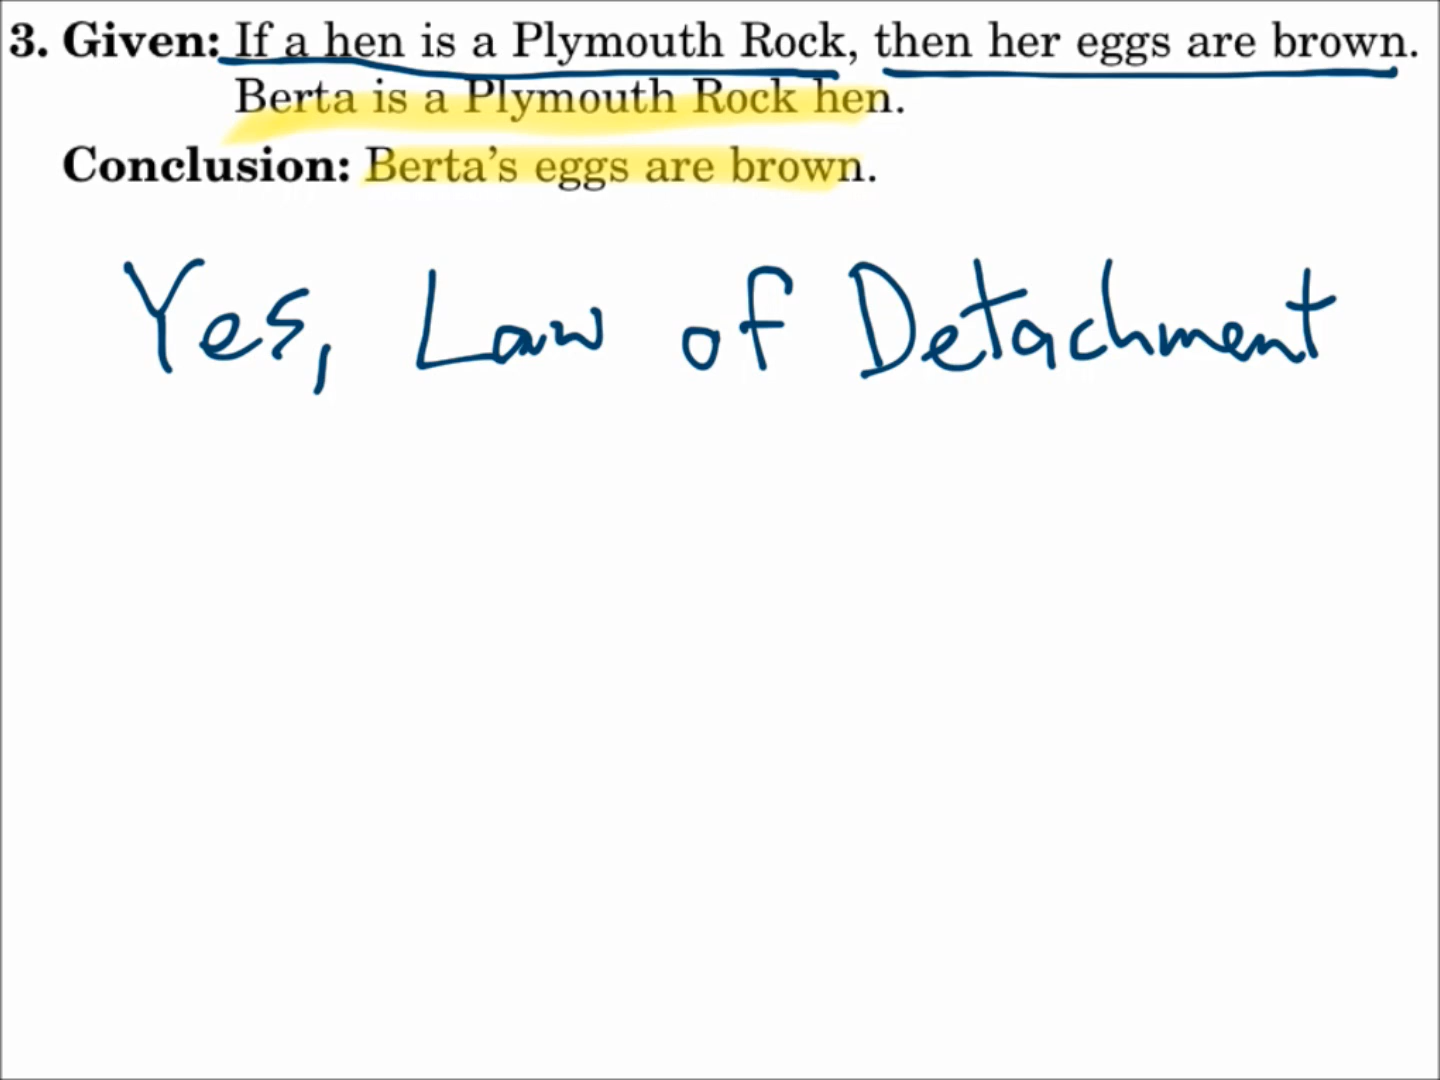 3. Given: If a hen is a Plymouth Rock, then her eggs are brown.
Berta is a Plymouth Rock hen.
Conclusion: Berta's eggs are brown.
Yes, Law of Detachment